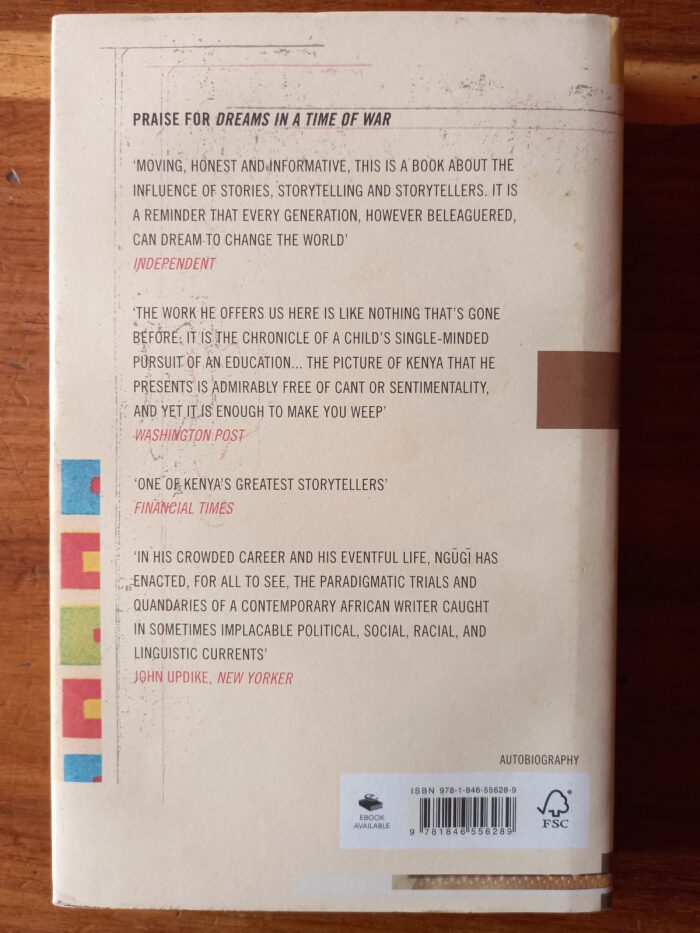 PRAISE FOR DREAMS IN A TIME OF WAR
‘MOVING, HONEST AND INFORMATIVE, THIS IS A BOOK ABOUT THE
INFLUENCE OF STORIES, STORYTELLING AND STORYTELLERS. IT IS
A REMINDER THAT EVERY GENERATION, HOWEVER BELEAGUERED,
CAN DREAM TO CHANGE THE WORLD’
INDEPENDENT
‘THE WORK HE OFFERS US HERE IS LIKE NOTHING THAT’S GONE
BEFORE. IT IS THE CHRONICLE OF A CHILD’S SINGLE-MINDED
PURSUIT OF AN EDUCATION... THE PICTURE OF KENYA THAT HE
PRESENTS IS ADMIRABLY FREE OF CANT OR SENTIMENTALITY,
AND YET IT IS ENOUGH TO MAKE YOU WEEP’
WASHINGTON POST
‘ONE OF KENYA’S GREATEST STORYTELLERS’
FINANCIAL TIMES
‘IN HIS CROWDED CAREER AND HIS EVENTFUL LIFE, NGŨGĨ HAS
ENACTED, FOR ALL TO SEE, THE PARADIGMATIC TRIALS AND
QUANDARIES OF A CONTEMPORARY AFRICAN WRITER CAUGHT
IN SOMETIMES IMPLACABLE POLITICAL, SOCIAL, RACIAL, AND
LINGUISTIC CURRENTS’
JOHN UPDIKE, NEW YORKER
AUTOBIOGRAPHY
EBOOK
AVAILABLE
ISBN 978-1-846-55628-9
9 781846 556289
FSC